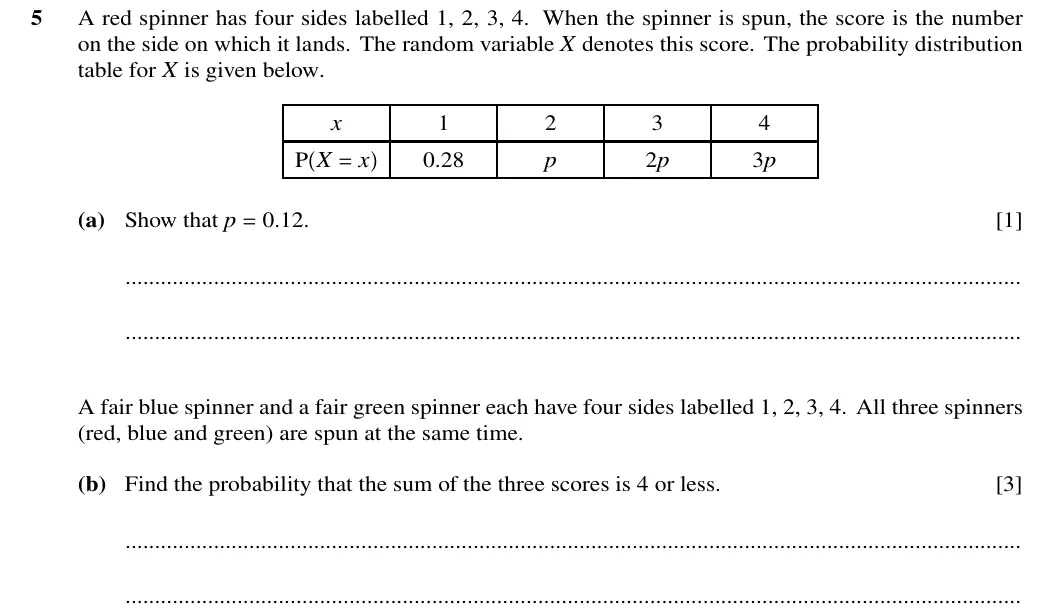 5 A red spinner has four sides labelled 1, 2, 3, 4. When the spinner is spun, the score is the number
on the side on which it lands. The random variable X denotes this score. The probability distribution
table for X is given below.
x 1 2 3 4
P(X = x) 0.28 p 2p 3p
(a) Show that p = 0.12. [1]
A fair blue spinner and a fair green spinner each have four sides labelled 1, 2, 3, 4. All three spinners
(red, blue and green) are spun at the same time.
(b) Find the probability that the sum of the three scores is 4 or less. [3]